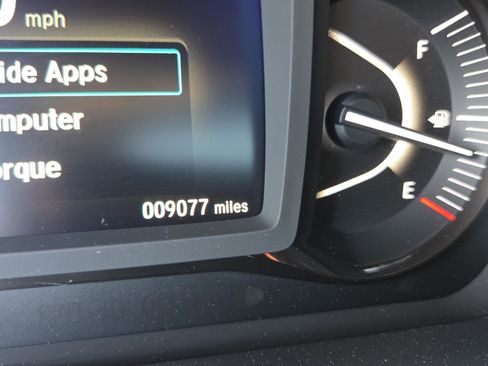 mph
ide Apps
mputer
orque
009077 miles
F
E